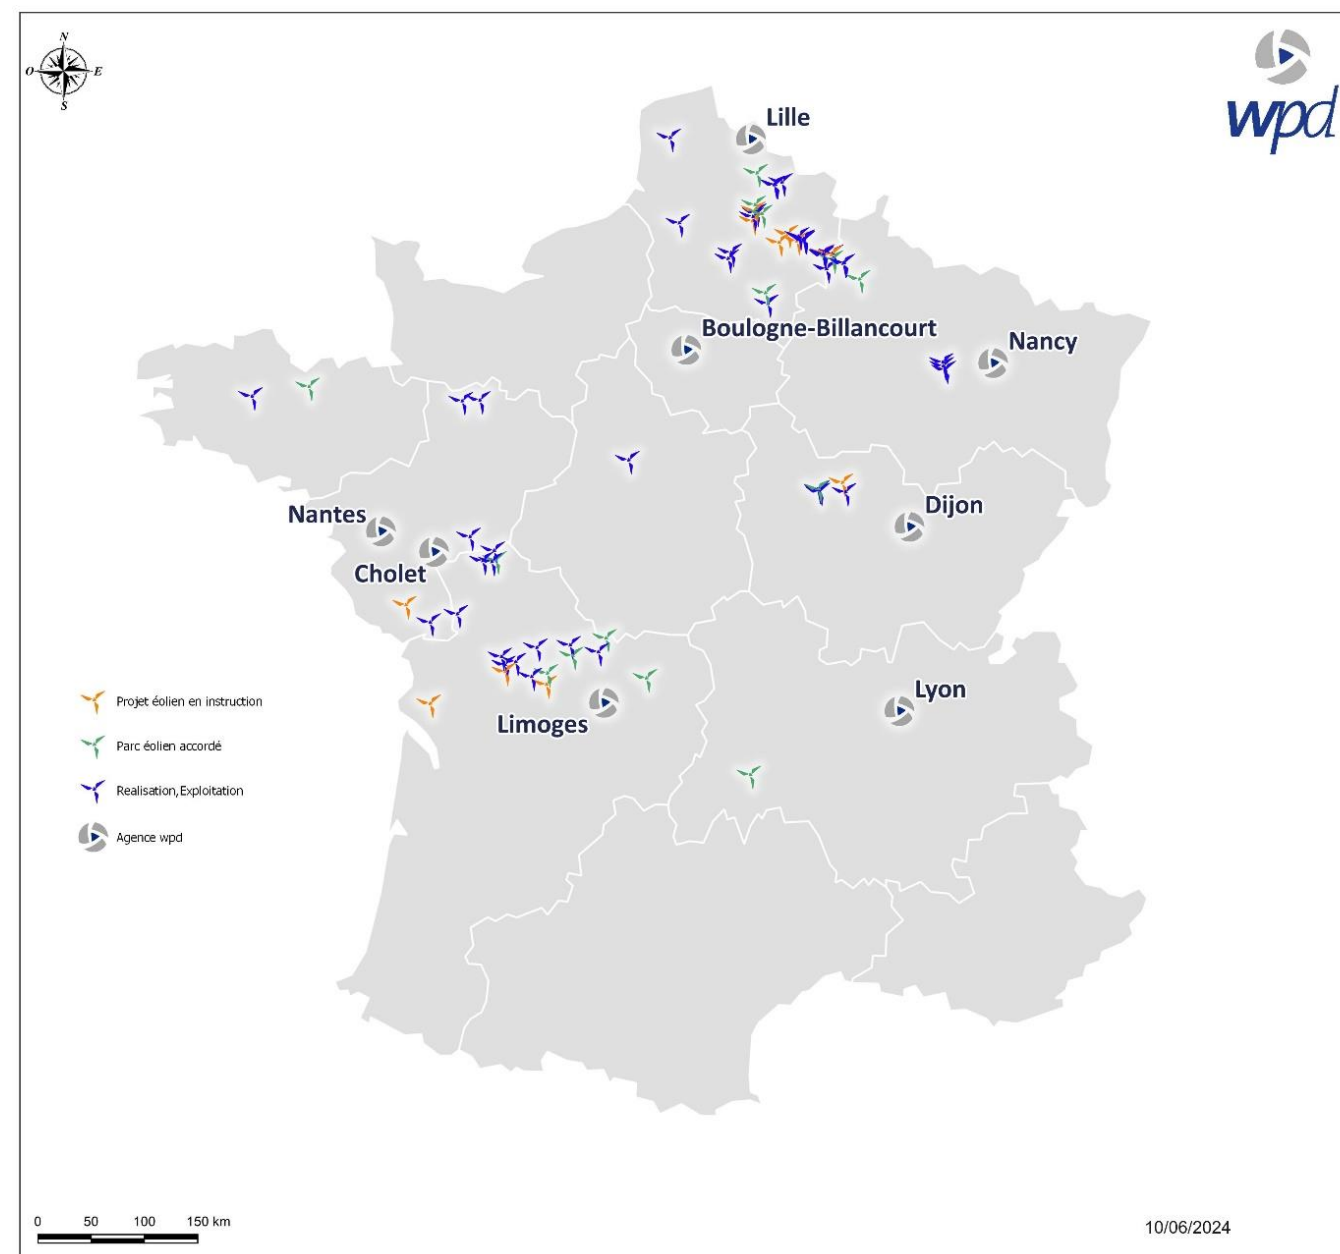 N
O
E
S
wpd
Lille
Boulogne-Billancourt
Nancy
Nantes
Cholet
Dijon
Limoges
Lyon
Projet éolien en instruction
Parc éolien accordé
Realisation,Exploitation
Agence wpd
0 50 100 150 km
10/06/2024